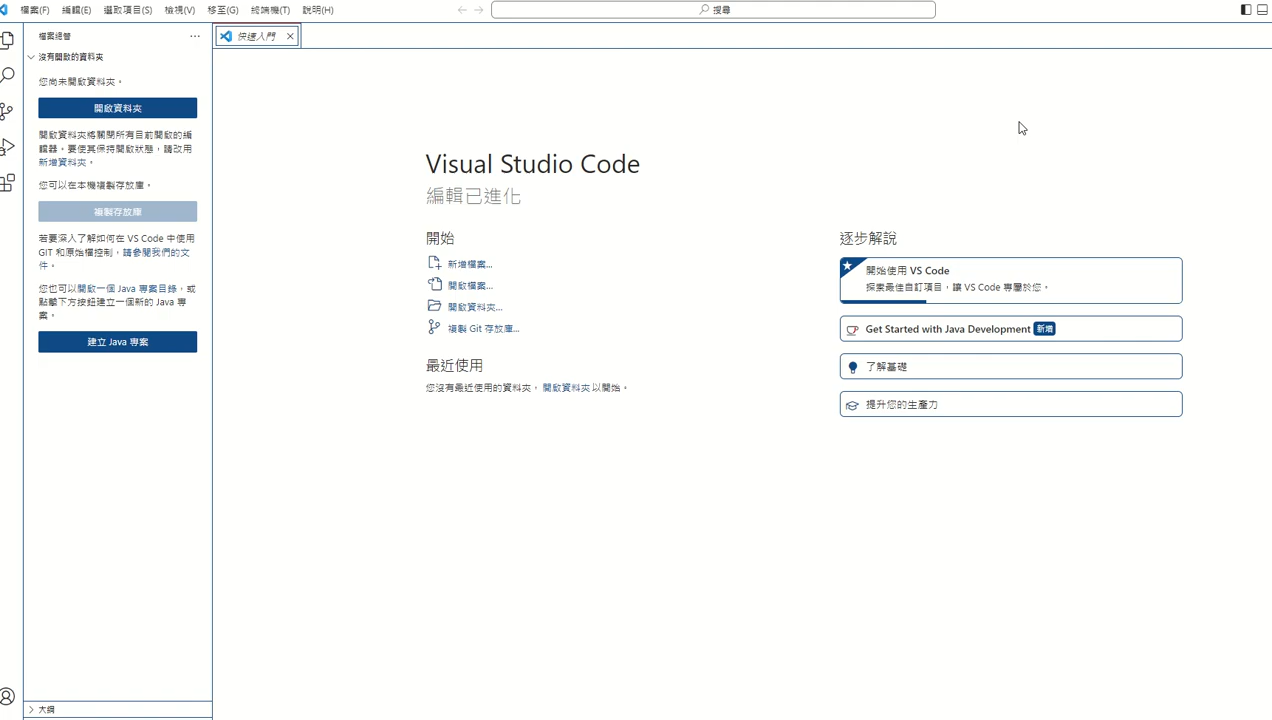 檔案(F) 編輯(E) 選取項目(S) 檢視(V) 移至(G) 終端機(T) 說明(H)
搜尋
檔案總管
快速入門
沒有開啟的資料夾
您尚未開啟資料夾。
開啟資料夾
開啟資料夾將關閉所有目前開啟的編
輯器。要使其保持開啟狀態，請改用
新增資料夾。
您可以在本機複製存放庫。
複製存放庫
若要深入了解如何在 VS Code 中使用
GIT 和原始檔控制，請參閱我們的文
件。
您也可以開啟一個 Java 專案目錄，或
點擊下方按鈕建立一個新的 Java 專
案。
建立 Java 專案
大綱
Visual Studio Code
編輯已進化
開始
新增檔案...
開啟檔案...
開啟資料夾...
複製 Git 存放庫...
最近使用
您沒有最近使用的資料夾，開啟資料夾以開始。
逐步解說
開始使用 VS Code
探索最佳自訂項目，讓 VS Code 專屬於您。
Get Started with Java Development 新增
了解基礎
提升您的生產力